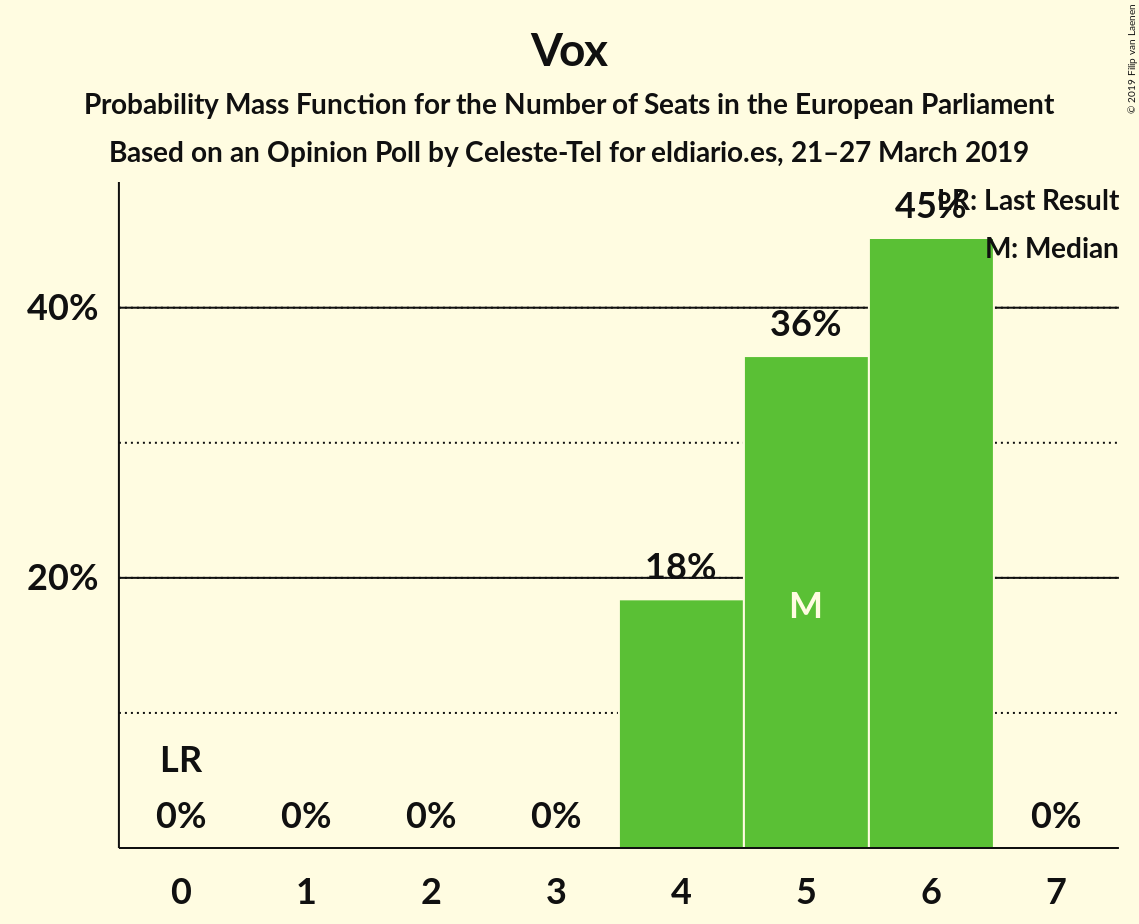 Vox
Probability Mass Function for the Number of Seats in the European Parliament
Based on an Opinion Poll by Celeste-Tel for eldiario.es, 21–27 March 2019
© 2019 Filip van Laenen
LR: Last Result
M: Median
45%
40%
36%
20%
18%
M
LR
0% 0% 0% 0% 0%
0 1 2 3 4 5 6 7